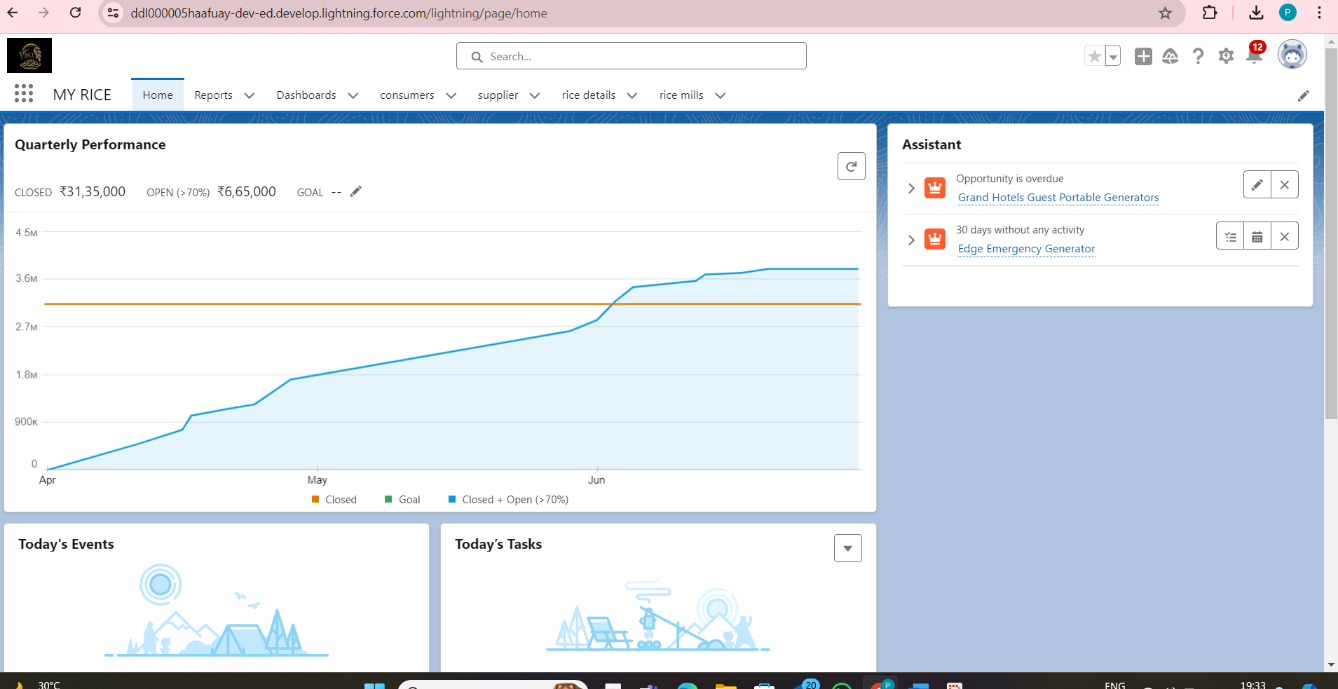 ddl000005haafuay-dev-ed.develop.lightning.force.com/lightning/page/home
P
Search...
12
MY RICE
Home Reports Dashboards consumers supplier rice details rice mills
Quarterly Performance
CLOSED ₹31,35,000 OPEN (>70%) ₹6,65,000 GOAL --
4.5M
3.6M
2.7M
1.8M
900K
0
Apr May Jun
Closed Goal Closed + Open (>70%)
Assistant
Opportunity is overdue
Grand Hotels Guest Portable Generators
30 days without any activity
Edge Emergency Generator
Today's Events
Today’s Tasks
30°C
20
P
ENG
19:33